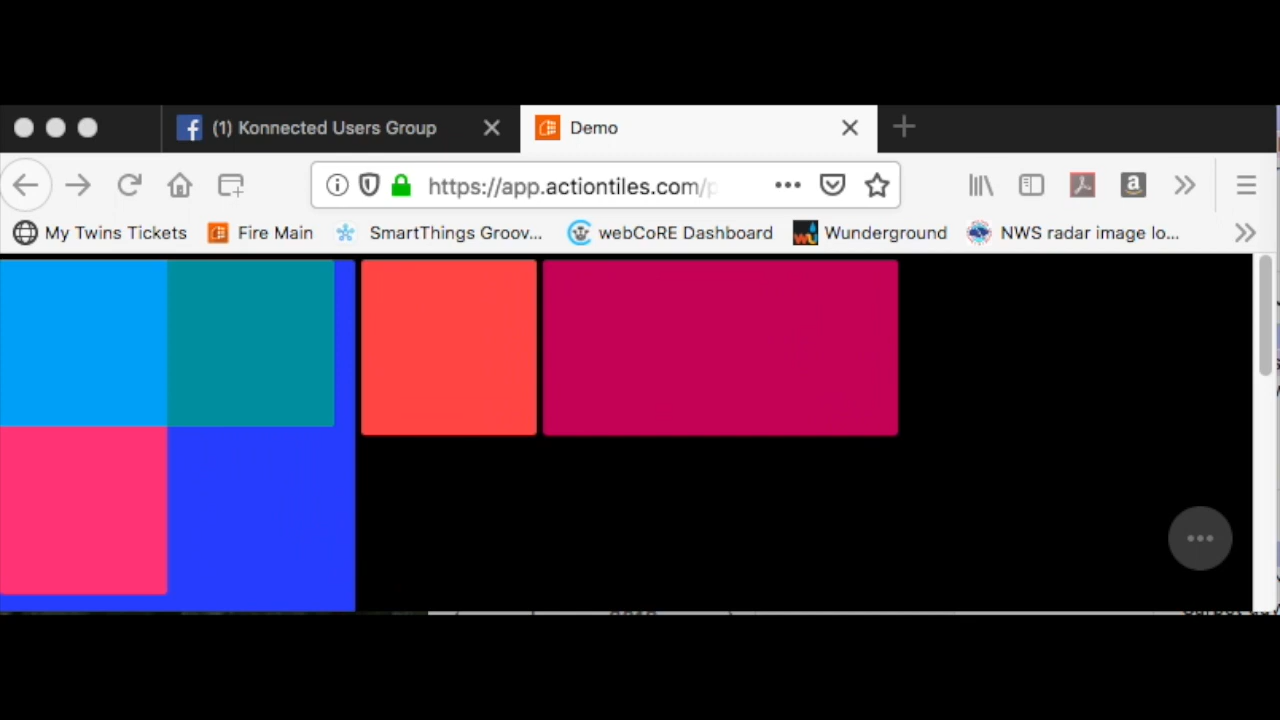 (1) Konnected Users Group
Demo
https://app.actiontiles.com/p
My Twins Tickets Fire Main SmartThings Groov... webCoRE Dashboard Wunderground NWS radar image lo...